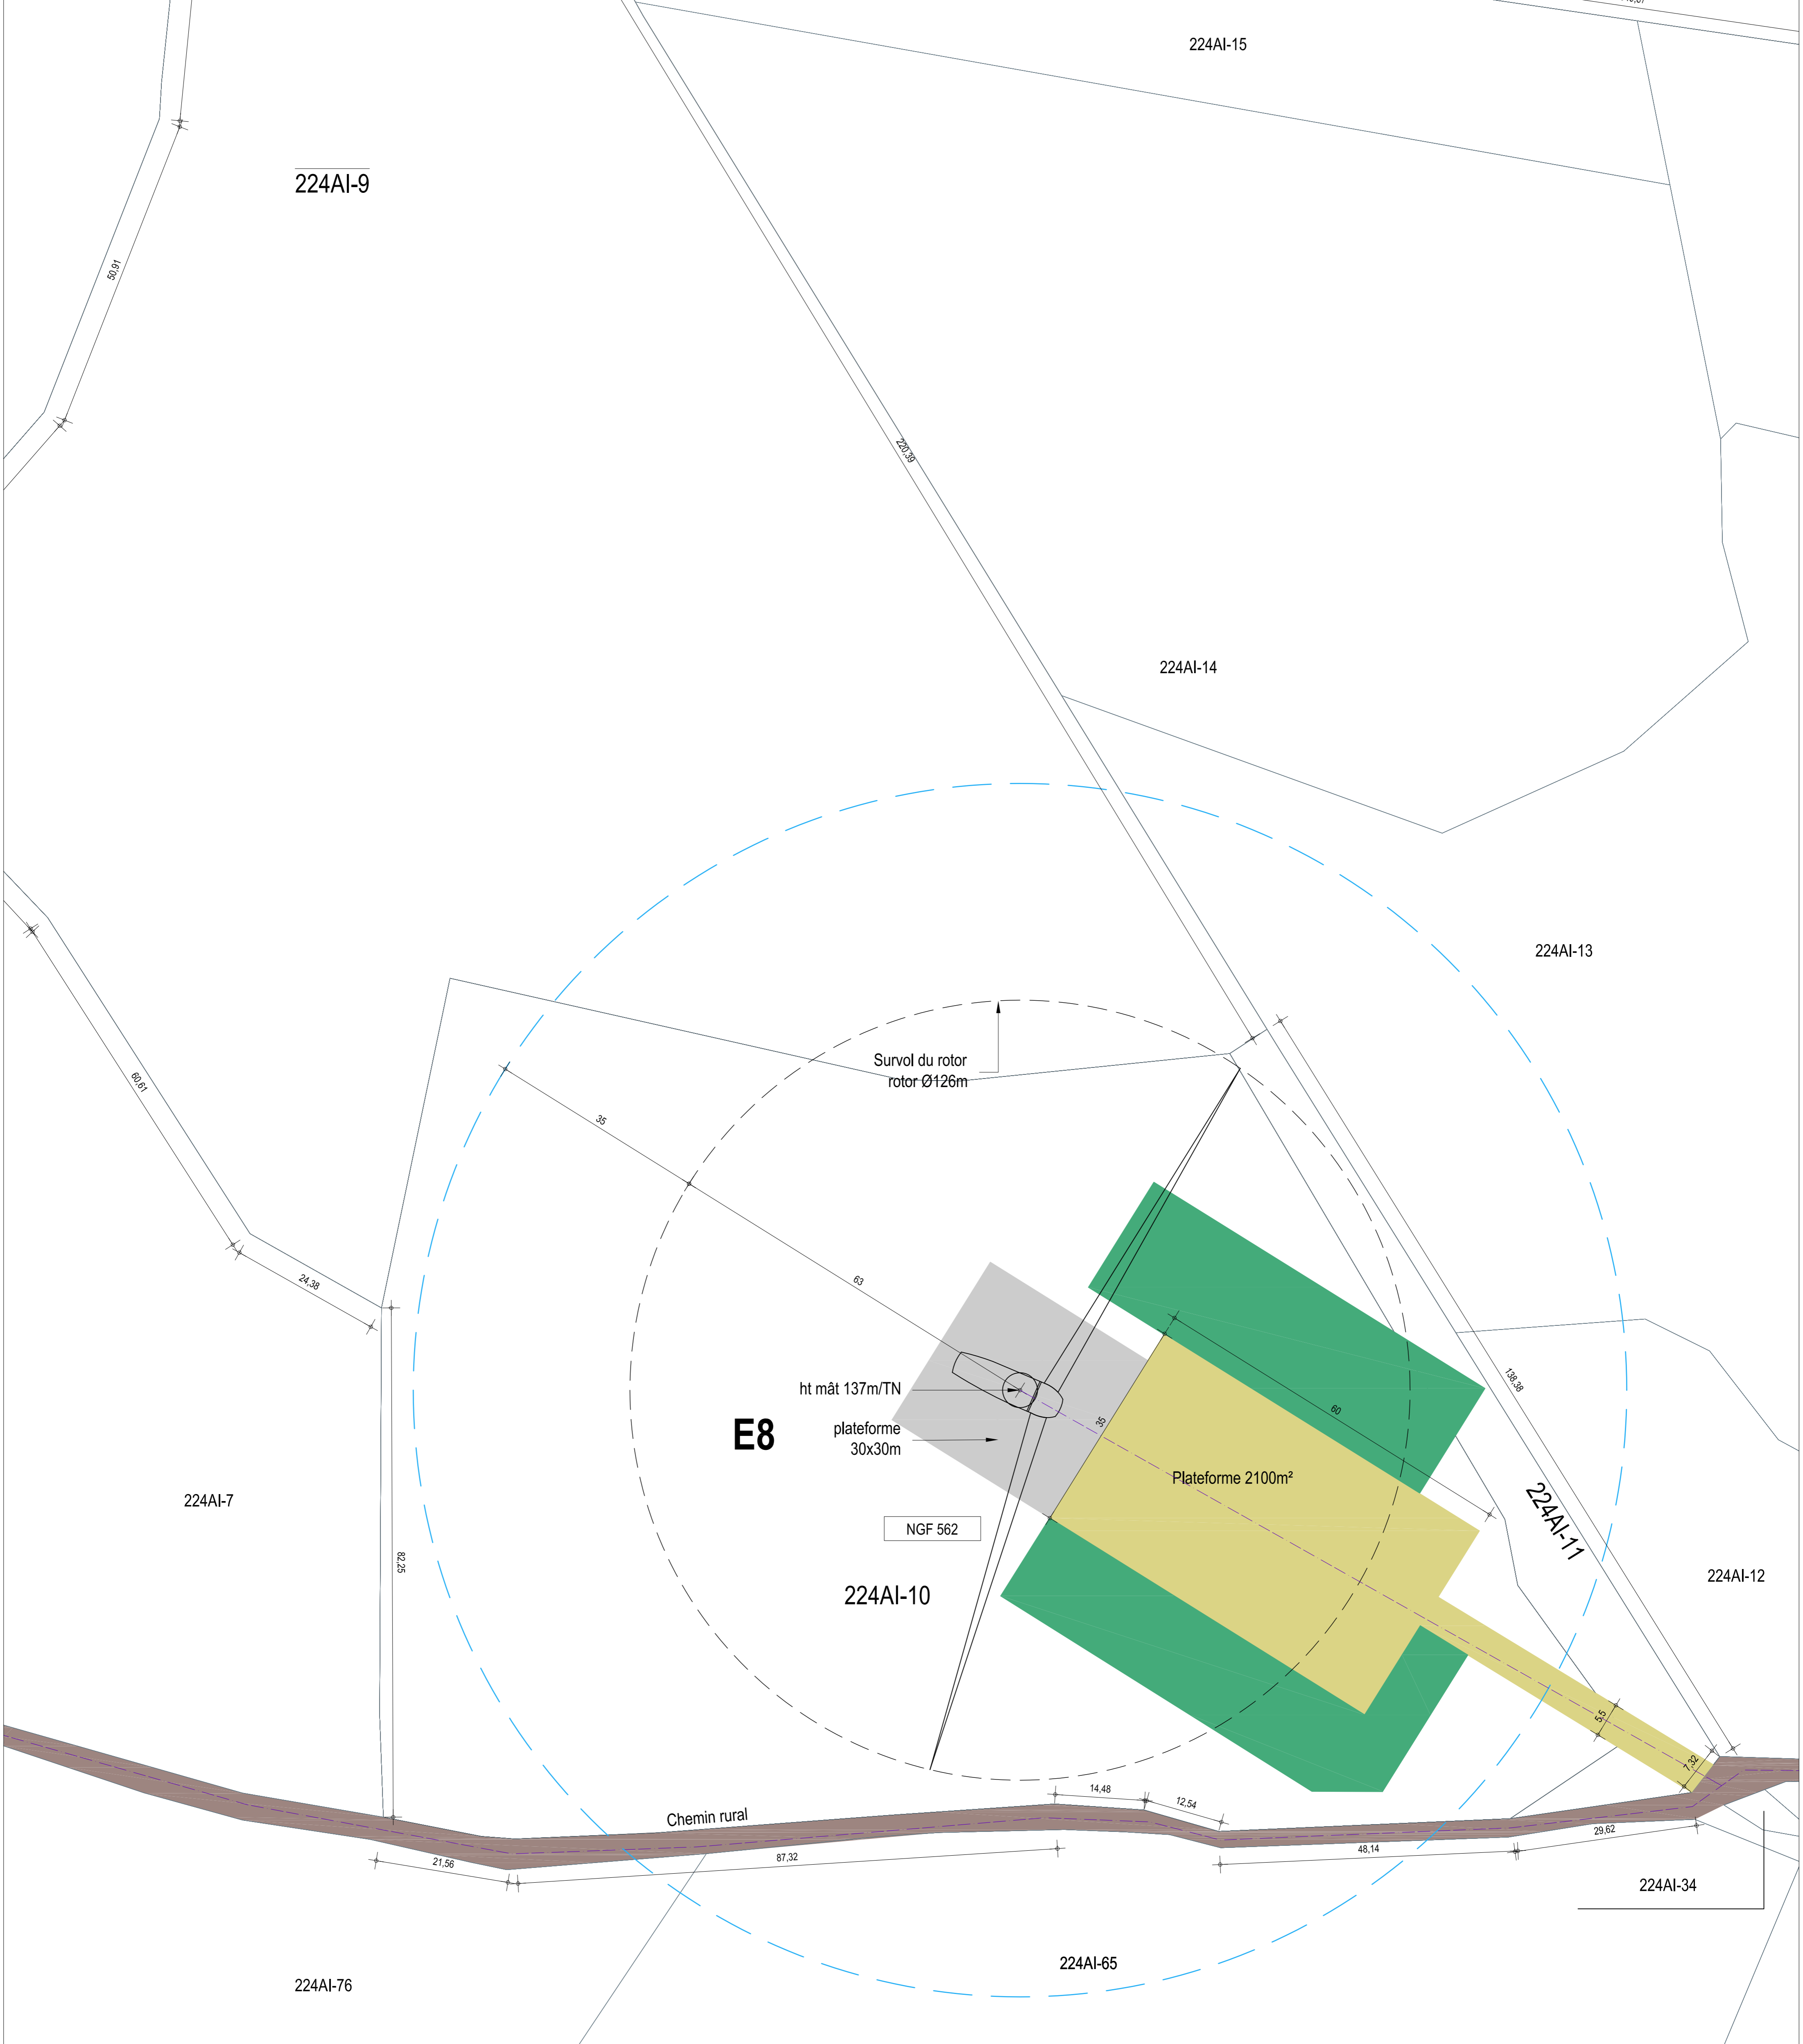 224AI-15
224AI-9
50,91
220,39
224AI-14
224AI-13
Survol du rotor
rotor Ø126m
60,61
35
24,38
63
138,38
ht mât 137m/TN
60
35
E8
plateforme
30x30m
Plateforme 2100m²
224AI-7
NGF 562
224AI-11
82,25
224AI-12
224AI-10
5,5
7,32
14,48
12,54
Chemin rural
21,56
87,32
48,14
29,62
224AI-34
224AI-65
224AI-76